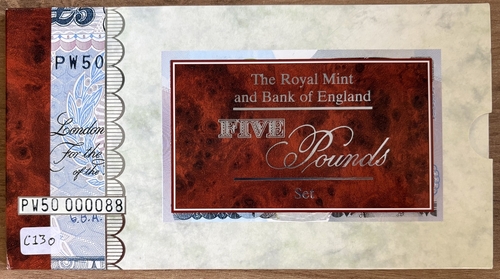 £5
PW50
London
For the
of the
PW50 000088
C130
The Royal Mint
and Bank of England
FIVE
Pounds
Set